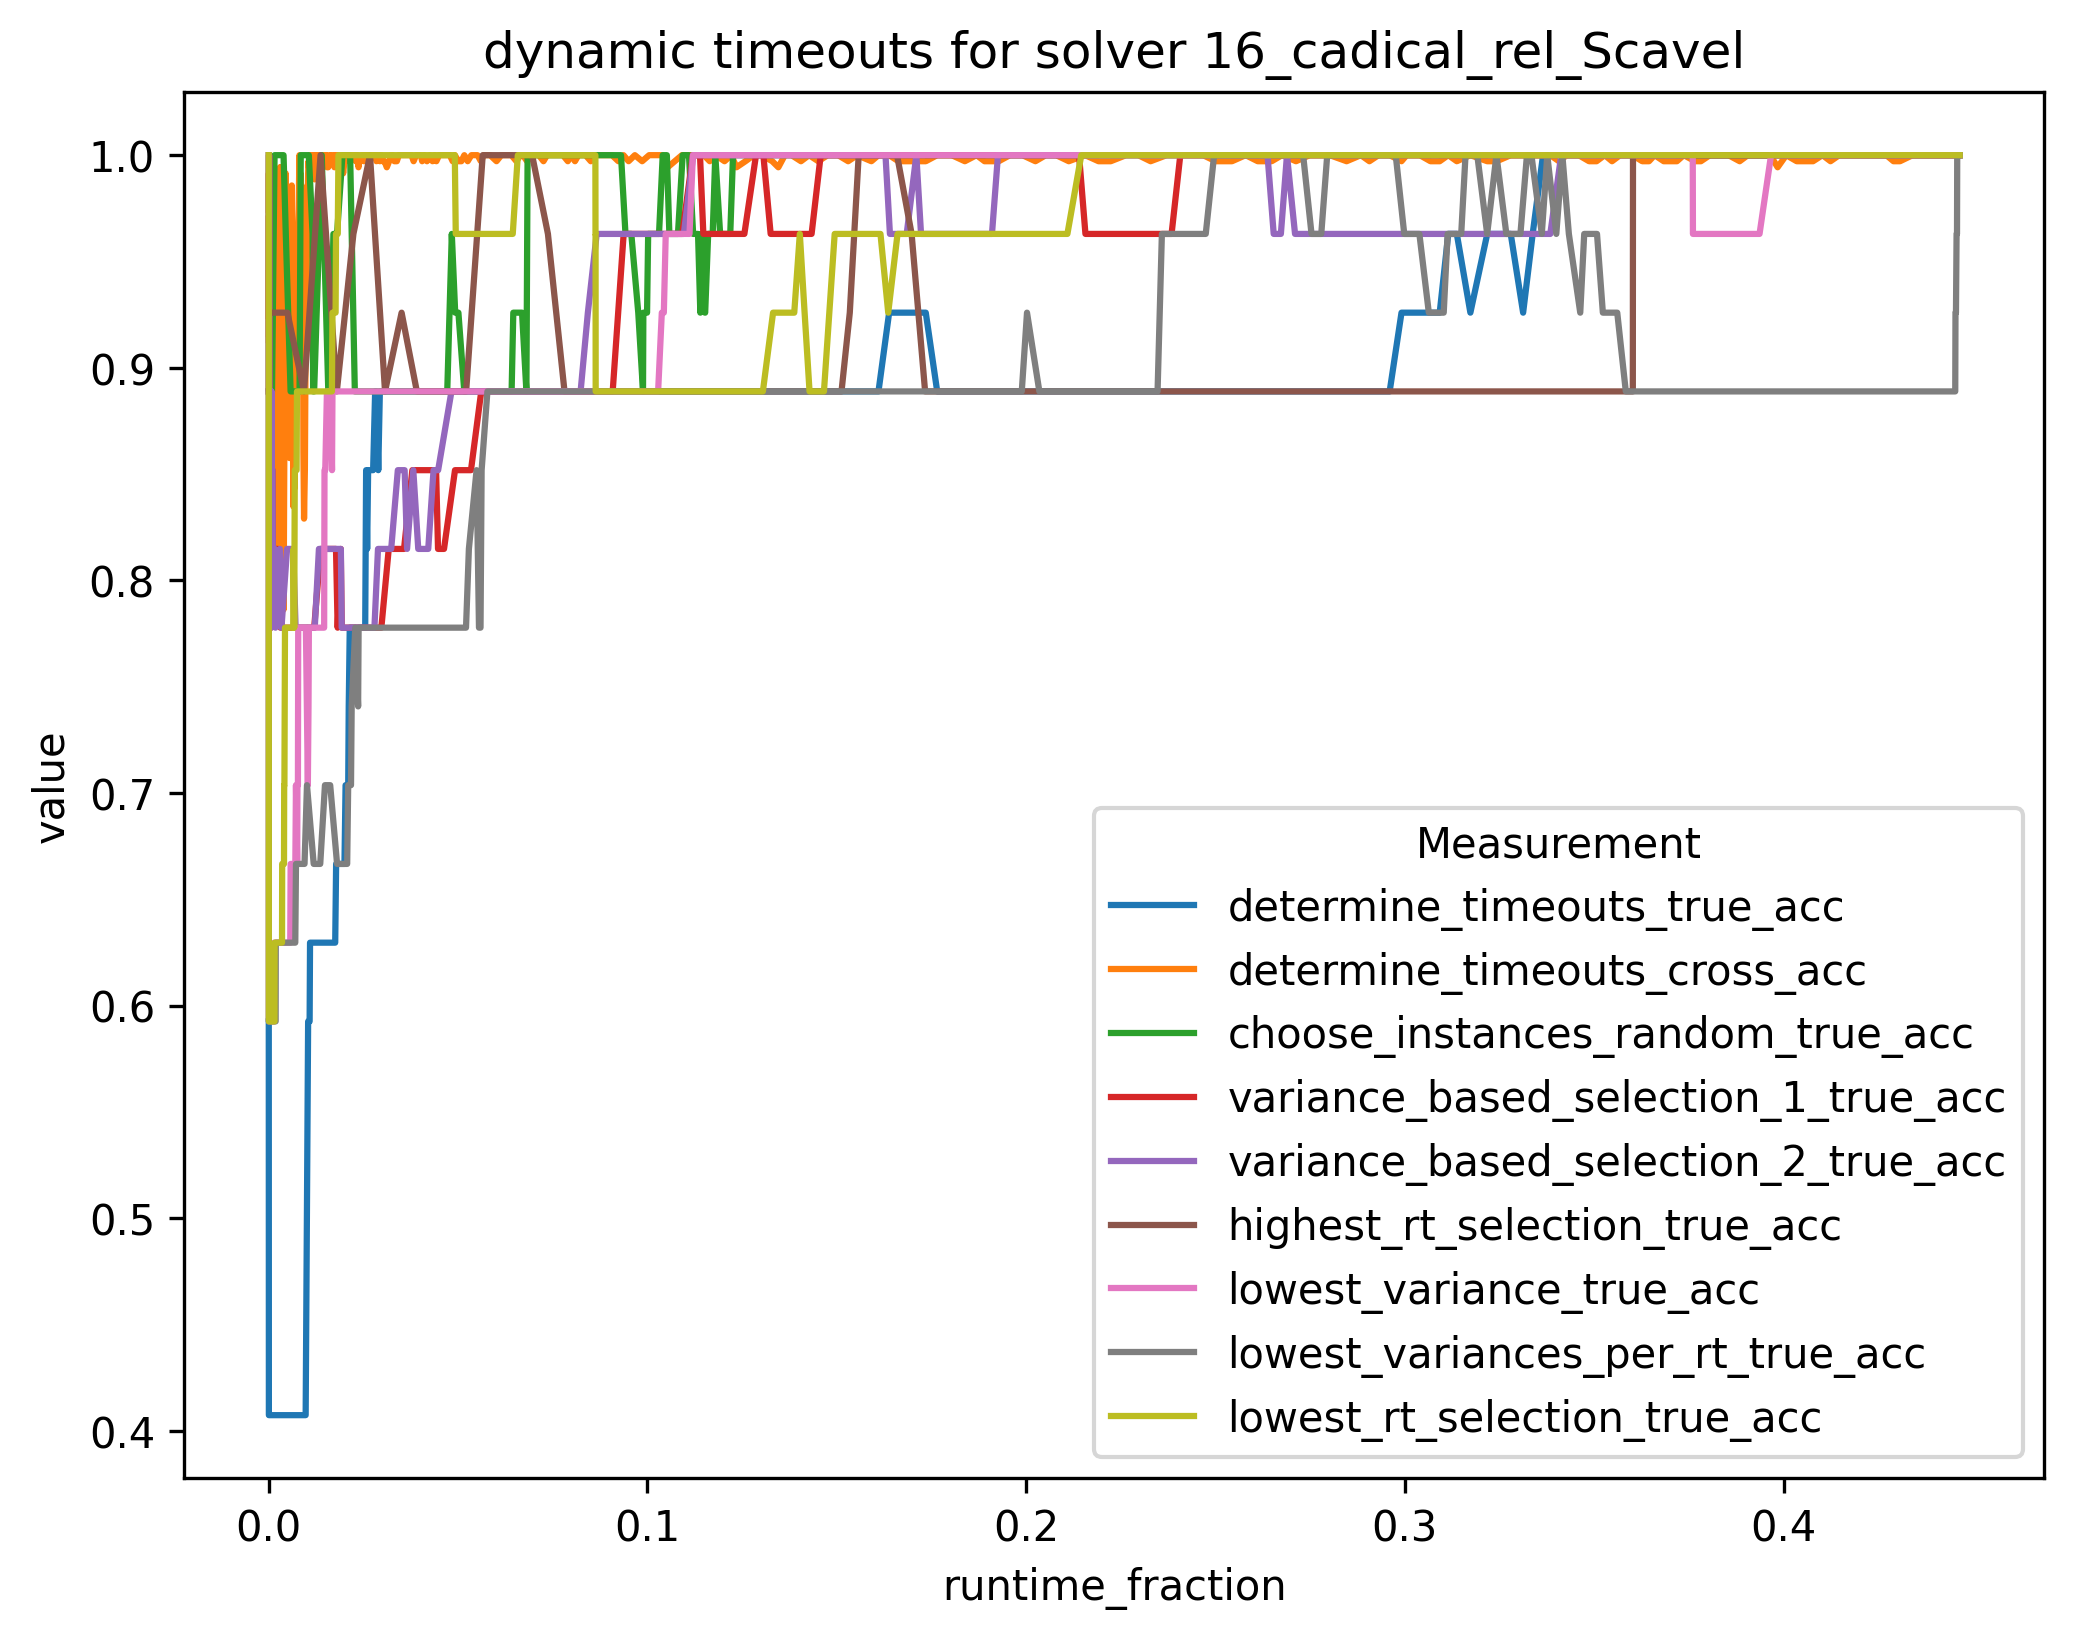 dynamic timeouts for solver 16_cadical_rel_Scavel
1.0
0.9
0.8
0.7
0.6
0.5
0.4
value
Measurement
determine_timeouts_true_acc
determine_timeouts_cross_acc
choose_instances_random_true_acc
variance_based_selection_1_true_acc
variance_based_selection_2_true_acc
highest_rt_selection_true_acc
lowest_variance_true_acc
lowest_variances_per_rt_true_acc
lowest_rt_selection_true_acc
0.0 0.1 0.2 0.3 0.4
runtime_fraction